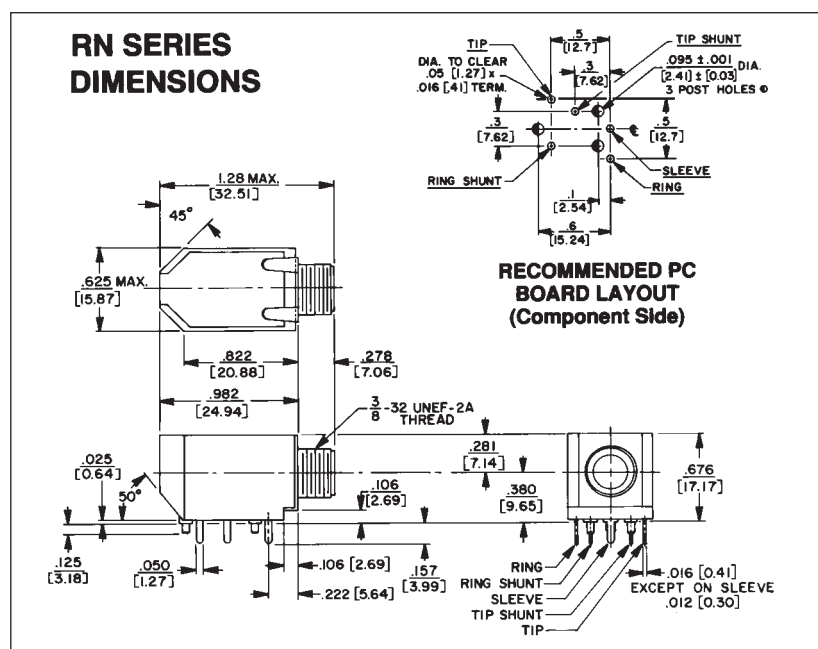 RN SERIES
DIMENSIONS
TIP
DIA. TO CLEAR
.05 [1.27] x
.016 [.41] TERM.
.5
[12.7]
.3
[7.62]
TIP SHUNT
.095 ±.001 DIA.
[2.41] ± [0.03]
3 POST HOLES
.3
[7.62]
.5
[12.7]
SLEEVE
RING
RING SHUNT
.1
[2.54]
.6
[15.24]
RECOMMENDED PC
BOARD LAYOUT
(Component Side)
1.28 MAX.
[32.51]
45°
.625 MAX.
[15.87]
.822
[20.88]
.278
[7.06]
.982
[24.94]
3/8-32 UNEF-2A
THREAD
.025
[0.64]
50°
.106
[2.69]
.281
[7.14]
.380
[9.65]
.676
[17.17]
.125
[3.18]
.050
[1.27]
.106 [2.69]
.222 [5.64]
.157
[3.99]
RING
RING SHUNT
SLEEVE
TIP SHUNT
TIP
.016 [0.41]
EXCEPT ON SLEEVE
.012 [0.30]